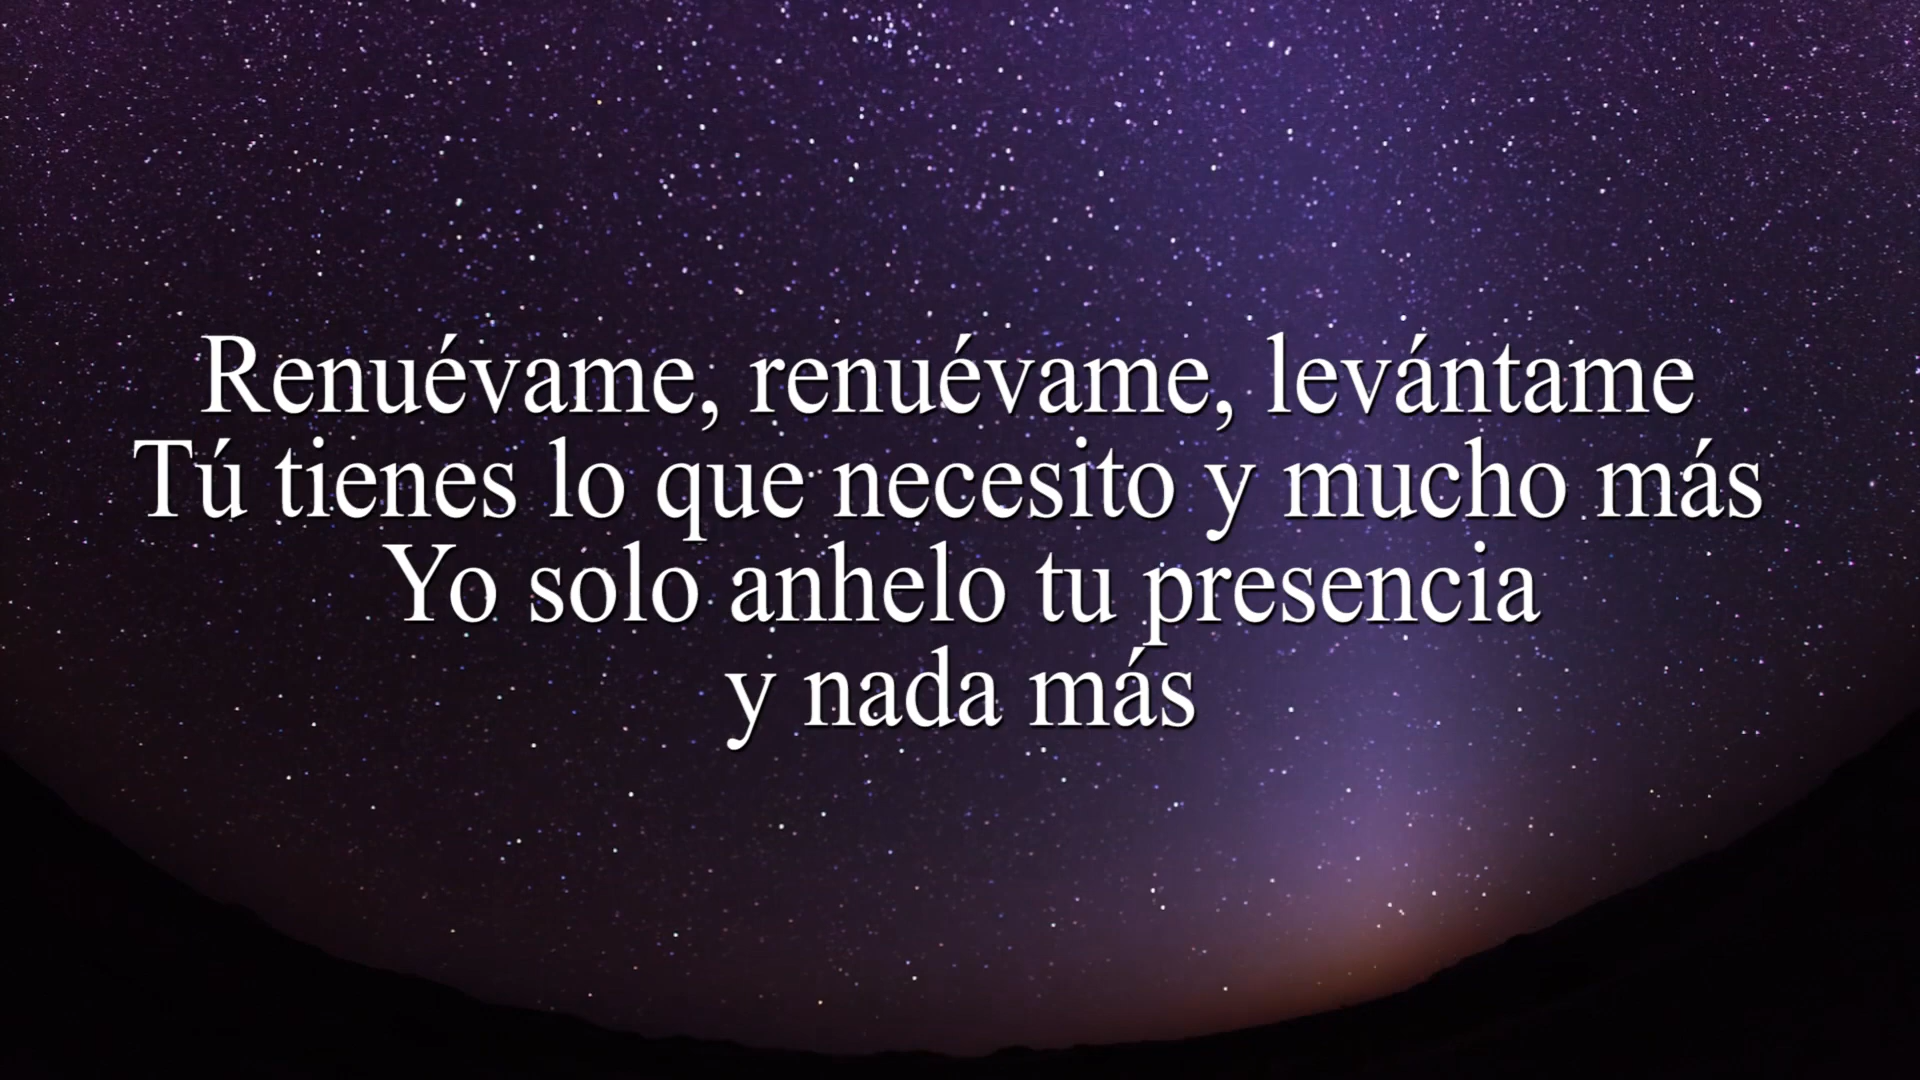 Renuévame, renuévame, levántame
Tú tienes lo que necesito y mucho más
Yo solo anhelo tu presencia
y nada más